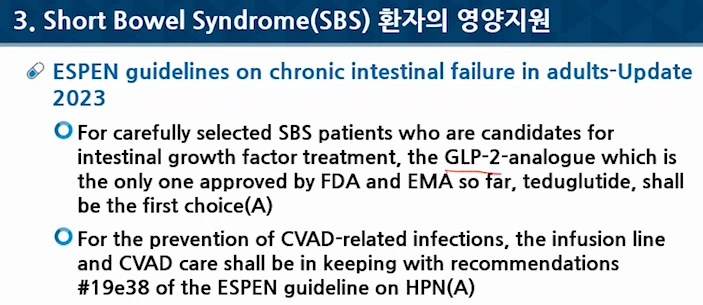 3. Short Bowel Syndrome(SBS) 환자의 영양지원
ESPEN guidelines on chronic intestinal failure in adults-Update
2023
For carefully selected SBS patients who are candidates for
intestinal growth factor treatment, the GLP-2-analogue which is
the only one approved by FDA and EMA so far, teduglutide, shall
be the first choice(A)
For the prevention of CVAD-related infections, the infusion line
and CVAD care shall be in keeping with recommendations
#19e38 of the ESPEN guideline on HPN(A)